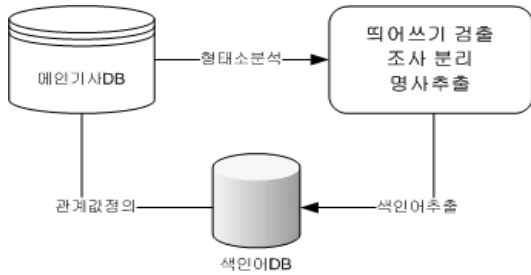 메인기사DB
형태소분석
띄어쓰기 검출
조사 분리
명사추출
관계값정의
색인어추출
색인어DB